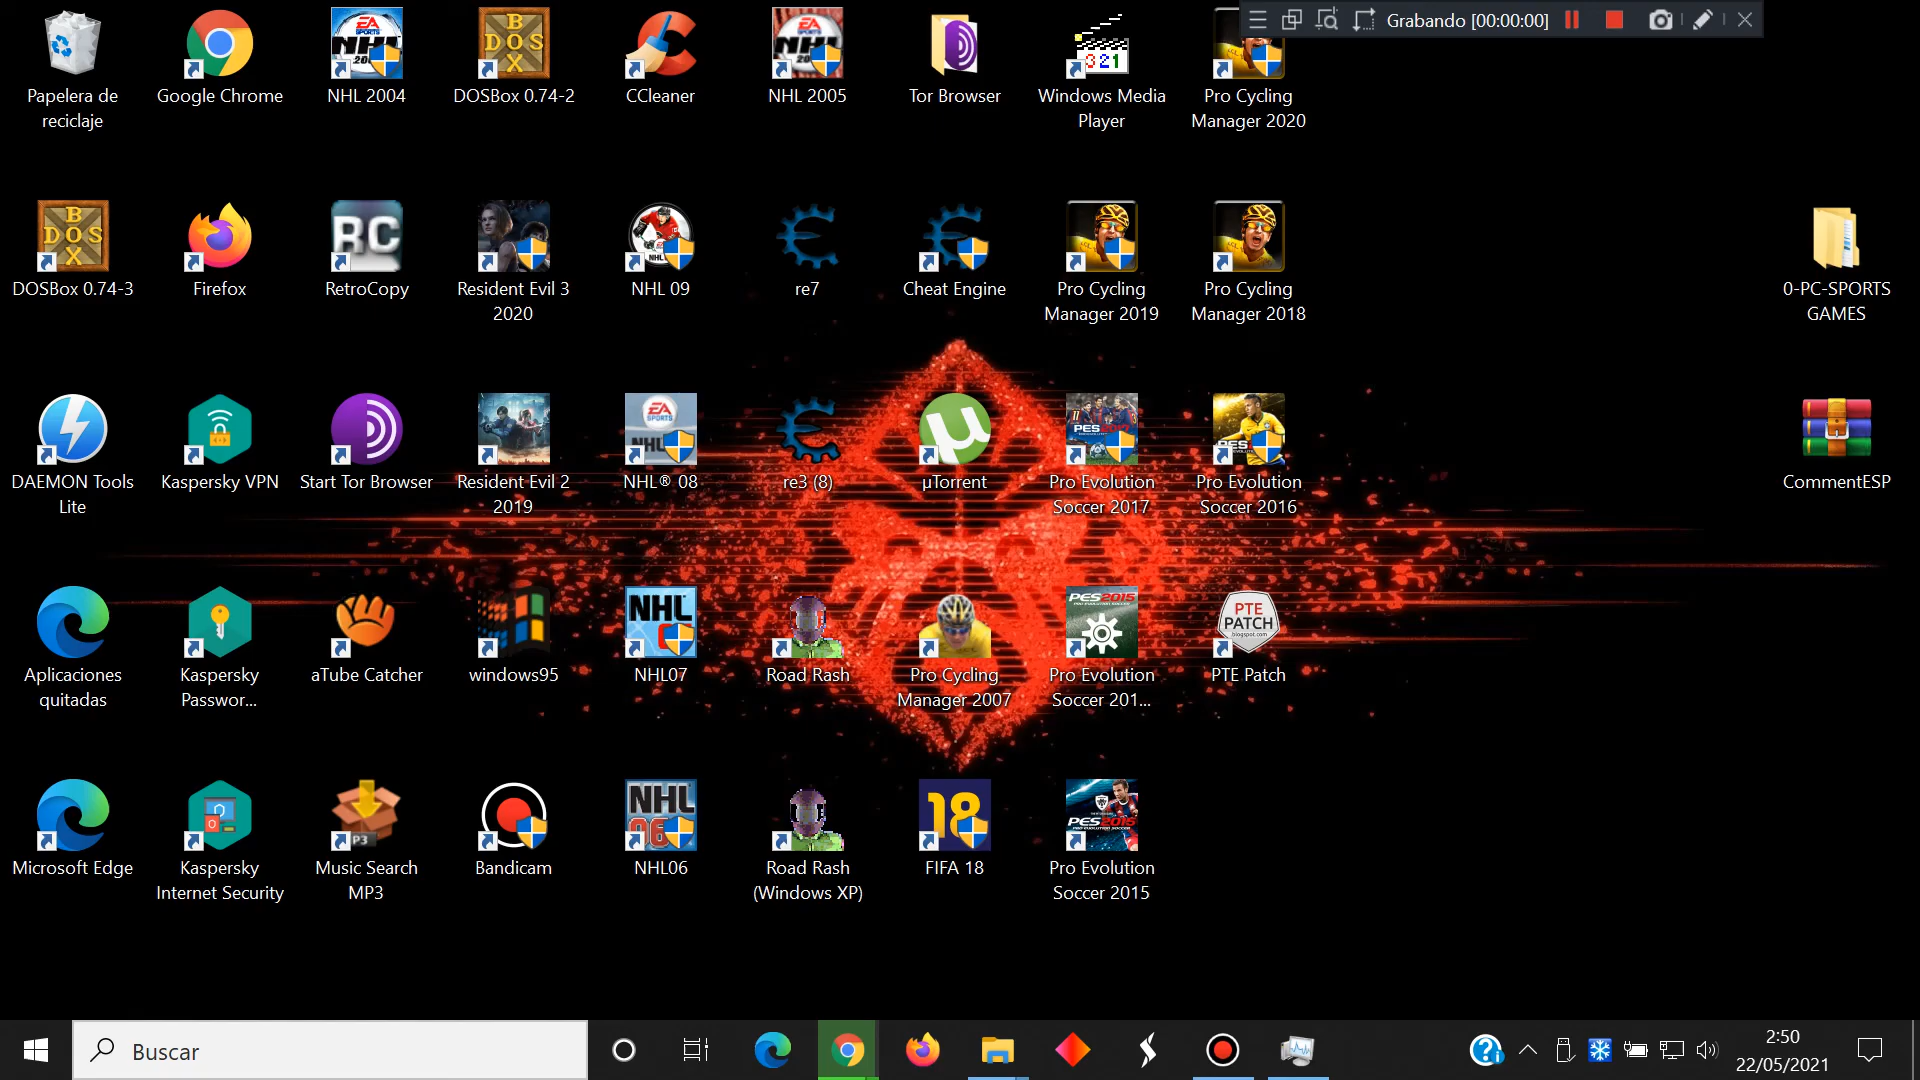 Grabando [00:00:00]
Papelera de
reciclaje
Google Chrome
NHL 2004
DOSBox 0.74-2
CCleaner
NHL 2005
Tor Browser
Windows Media
Player
Pro Cycling
Manager 2020
DOSBox 0.74-3
Firefox
RetroCopy
Resident Evil 3
2020
NHL 09
re7
Cheat Engine
Pro Cycling
Manager 2019
Pro Cycling
Manager 2018
0-PC-SPORTS
GAMES
DAEMON Tools
Lite
Kaspersky VPN
Start Tor Browser
Resident Evil 2
2019
NHL® 08
re3 (8)
µTorrent
Pro Evolution
Soccer 2017
Pro Evolution
Soccer 2016
CommentESP
Aplicaciones
quitadas
Kaspersky
Passwor...
aTube Catcher
windows95
NHL07
Road Rash
Pro Cycling
Manager 2007
Pro Evolution
Soccer 201...
PTE
PATCH
PTE Patch
Microsoft Edge
Kaspersky
Internet Security
Music Search
MP3
Bandicam
NHL06
Road Rash
(Windows XP)
FIFA 18
Pro Evolution
Soccer 2015
Buscar
2:50
22/05/2021